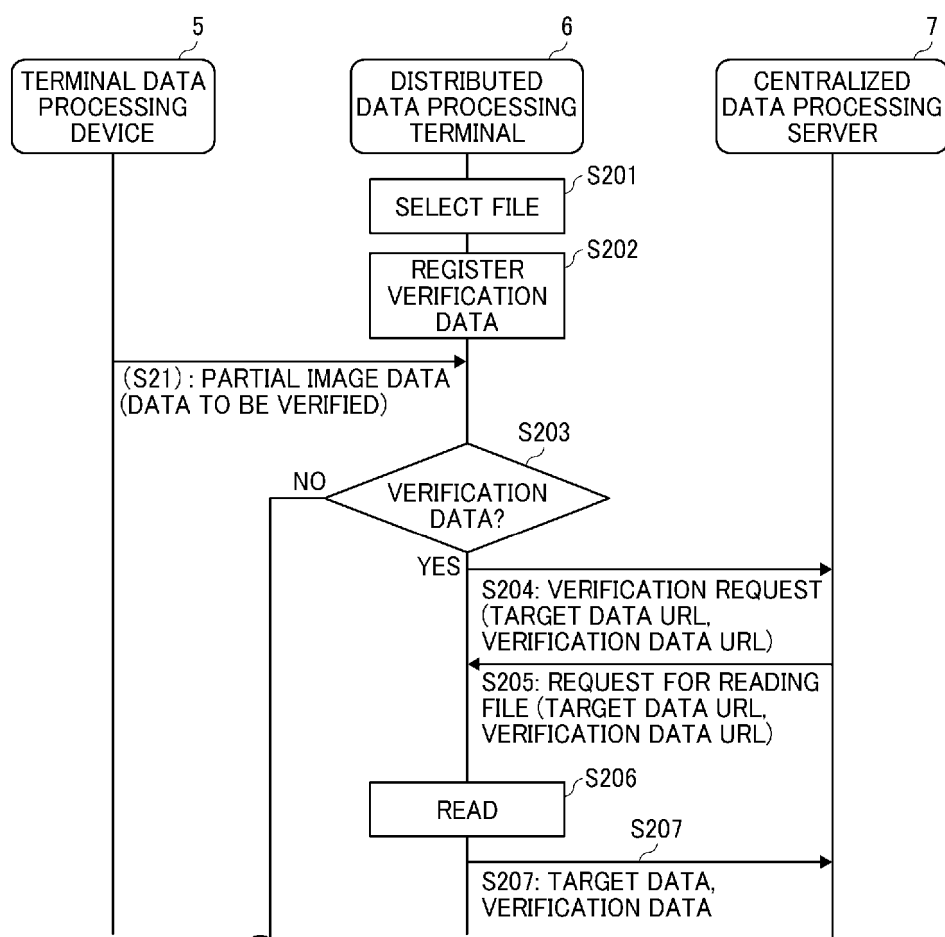 5
6
7
TERMINAL DATA
PROCESSING
DEVICE
DISTRIBUTED
DATA PROCESSING
TERMINAL
CENTRALIZED
DATA PROCESSING
SERVER
S201
SELECT FILE
S202
REGISTER
VERIFICATION
DATA
(S21) : PARTIAL IMAGE DATA
(DATA TO BE VERIFIED)
S203
NO
VERIFICATION
DATA?
YES
S204: VERIFICATION REQUEST
(TARGET DATA URL,
VERIFICATION DATA URL)
S205: REQUEST FOR READING
FILE (TARGET DATA URL,
VERIFICATION DATA URL)
S206
READ
S207
S207: TARGET DATA,
VERIFICATION DATA